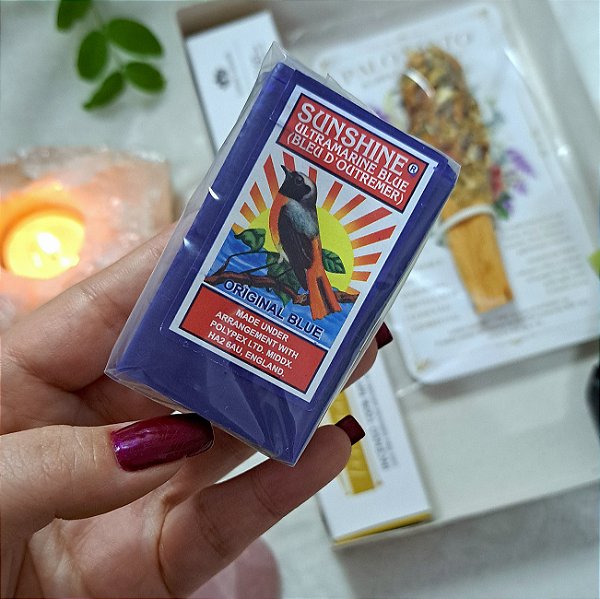 SUNSHINE®
ULTRAMARINE BLUE
(BLEU D'OUTREMER)
ORIGINAL BLUE
MADE UNDER
ARRANGEMENT WITH
POLYPEX LTD. MIDDX.
HA2 6AU, ENGLAND.